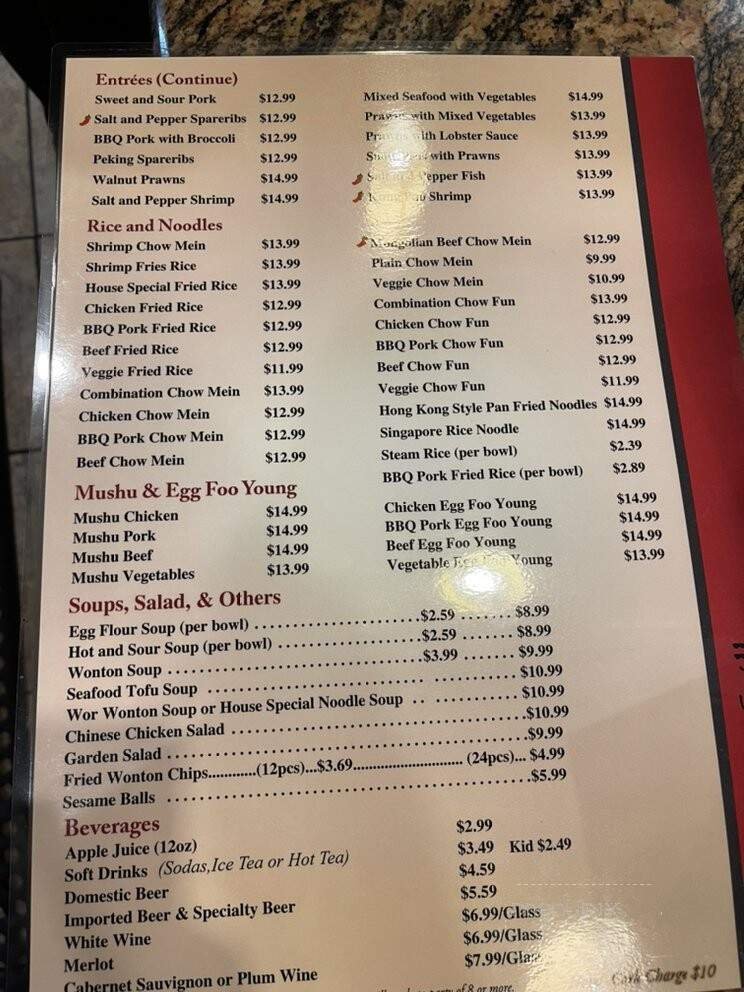 Entrées (Continue)
Sweet and Sour Pork $12.99
Salt and Pepper Spareribs $12.99
BBQ Pork with Broccoli $12.99
Peking Spareribs $12.99
Walnut Prawns $14.99
Salt and Pepper Shrimp $14.99
Mixed Seafood with Vegetables $14.99
Prawns with Mixed Vegetables $13.99
Prawns with Lobster Sauce $13.99
with Prawns $13.99
Salt and Pepper Fish $13.99
Kung Pao Shrimp $13.99
Rice and Noodles
Shrimp Chow Mein $13.99
Shrimp Fries Rice $13.99
House Special Fried Rice $13.99
Chicken Fried Rice $12.99
BBQ Pork Fried Rice $12.99
Beef Fried Rice $12.99
Veggie Fried Rice $11.99
Combination Chow Mein $13.99
Chicken Chow Mein $12.99
BBQ Pork Chow Mein $12.99
Beef Chow Mein $12.99
Mongolian Beef Chow Mein $12.99
Plain Chow Mein $9.99
Veggie Chow Mein $10.99
Combination Chow Fun $13.99
Chicken Chow Fun $12.99
BBQ Pork Chow Fun $12.99
Beef Chow Fun $12.99
Veggie Chow Fun $11.99
Hong Kong Style Pan Fried Noodles $14.99
Singapore Rice Noodle $14.99
Steam Rice (per bowl) $2.39
BBQ Pork Fried Rice (per bowl) $2.89
Mushu & Egg Foo Young
Mushu Chicken $14.99
Mushu Pork $14.99
Mushu Beef $14.99
Mushu Vegetables $13.99
Chicken Egg Foo Young $14.99
BBQ Pork Egg Foo Young $14.99
Beef Egg Foo Young $14.99
Vegetable Egg Foo Young $13.99
Soups, Salad, & Others
Egg Flour Soup (per bowl) ....................$2.59 .......$8.99
Hot and Sour Soup (per bowl) .................$2.59 .......$8.99
Wonton Soup ..............................$3.99 .......$9.99
Seafood Tofu Soup ........................ ..........$10.99
Wor Wonton Soup or House Special Noodle Soup .. ..........$10.99
Chinese Chicken Salad ...................................$10.99
Garden Salad ...........................................$9.99
Fried Wonton Chips............(12pcs)...$3.69........................... (24pcs)... $4.99
Sesame Balls ...........................................$5.99
Beverages
Apple Juice (12oz) $2.99
Soft Drinks (Sodas,Ice Tea or Hot Tea) $3.49 Kid $2.49
Domestic Beer $4.59
Imported Beer & Specialty Beer $5.59
White Wine $6.99/Glass
Merlot $6.99/Glass
Cabernet Sauvignon or Plum Wine $7.99/Glass
Cork Charge $10
party of 8 or more.